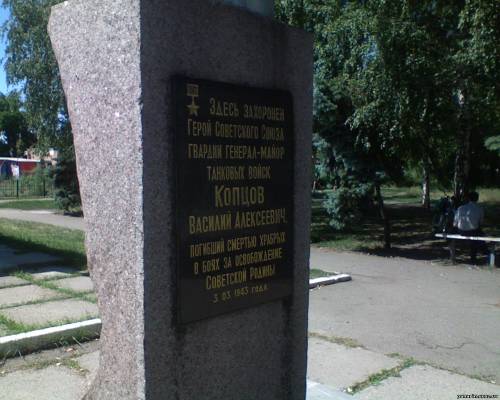 Здесь захоронен
Герой Советского Союза
гвардии генерал-майор
танковых войск
Копцов
Василий Алексеевич,
погибший смертью храбрых
в боях за освобождение
Советской Родины
3.03.1943 года